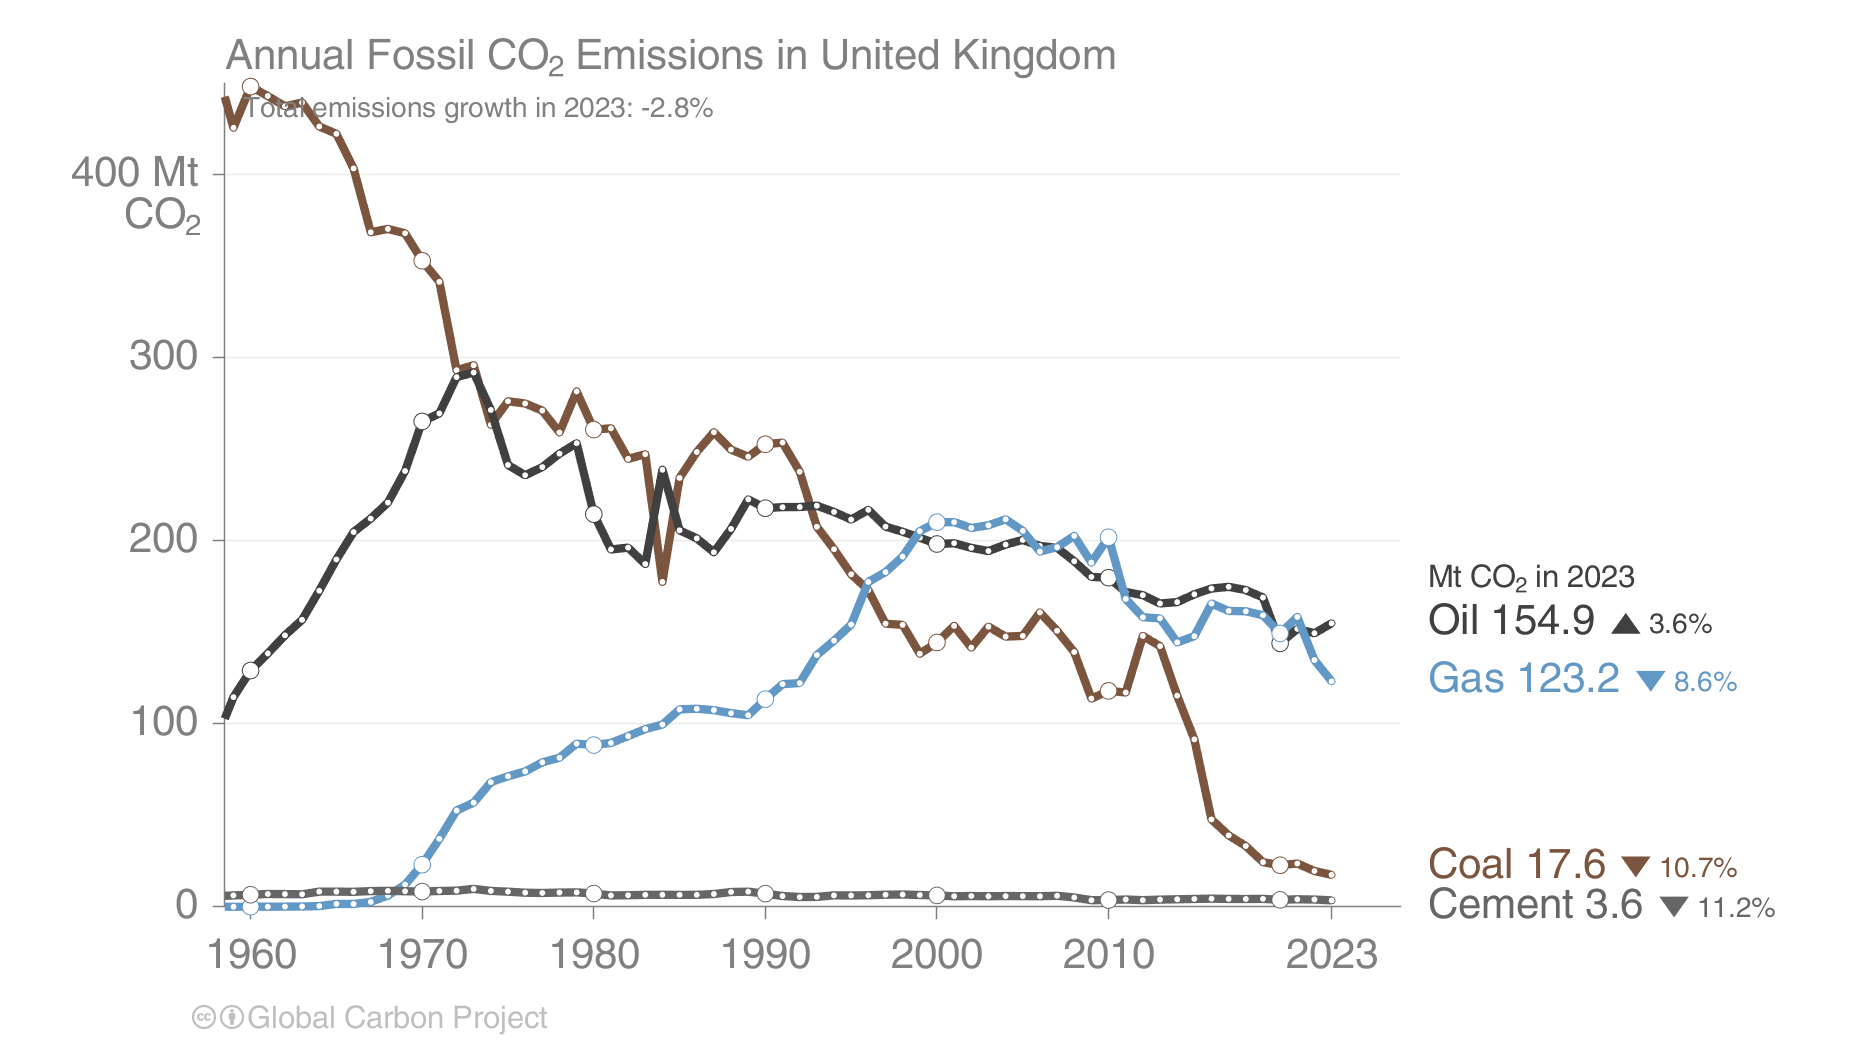 Annual Fossil CO₂ Emissions in United Kingdom
Total emissions growth in 2023: -2.8%
400 Mt
CO₂
300
200
100
0
1960 1970 1980 1990 2000 2010 2023
Mt CO₂ in 2023
Oil 154.9 ▲ 3.6%
Gas 123.2 ▼ 8.6%
Coal 17.6 ▼ 10.7%
Cement 3.6 ▼ 11.2%
cc Global Carbon Project